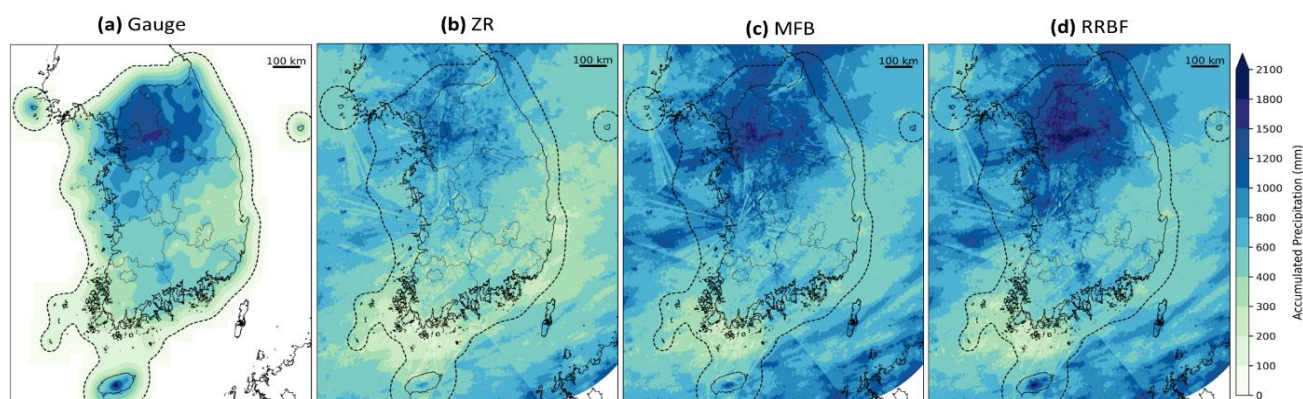 (a) Gauge
(b) ZR
(c) MFB
(d) RRBF
100 km
100 km
100 km
100 km
2100
1800
1500
1200
1000
800
600
400
300
200
100
0
Accumulated Precipitation (mm)